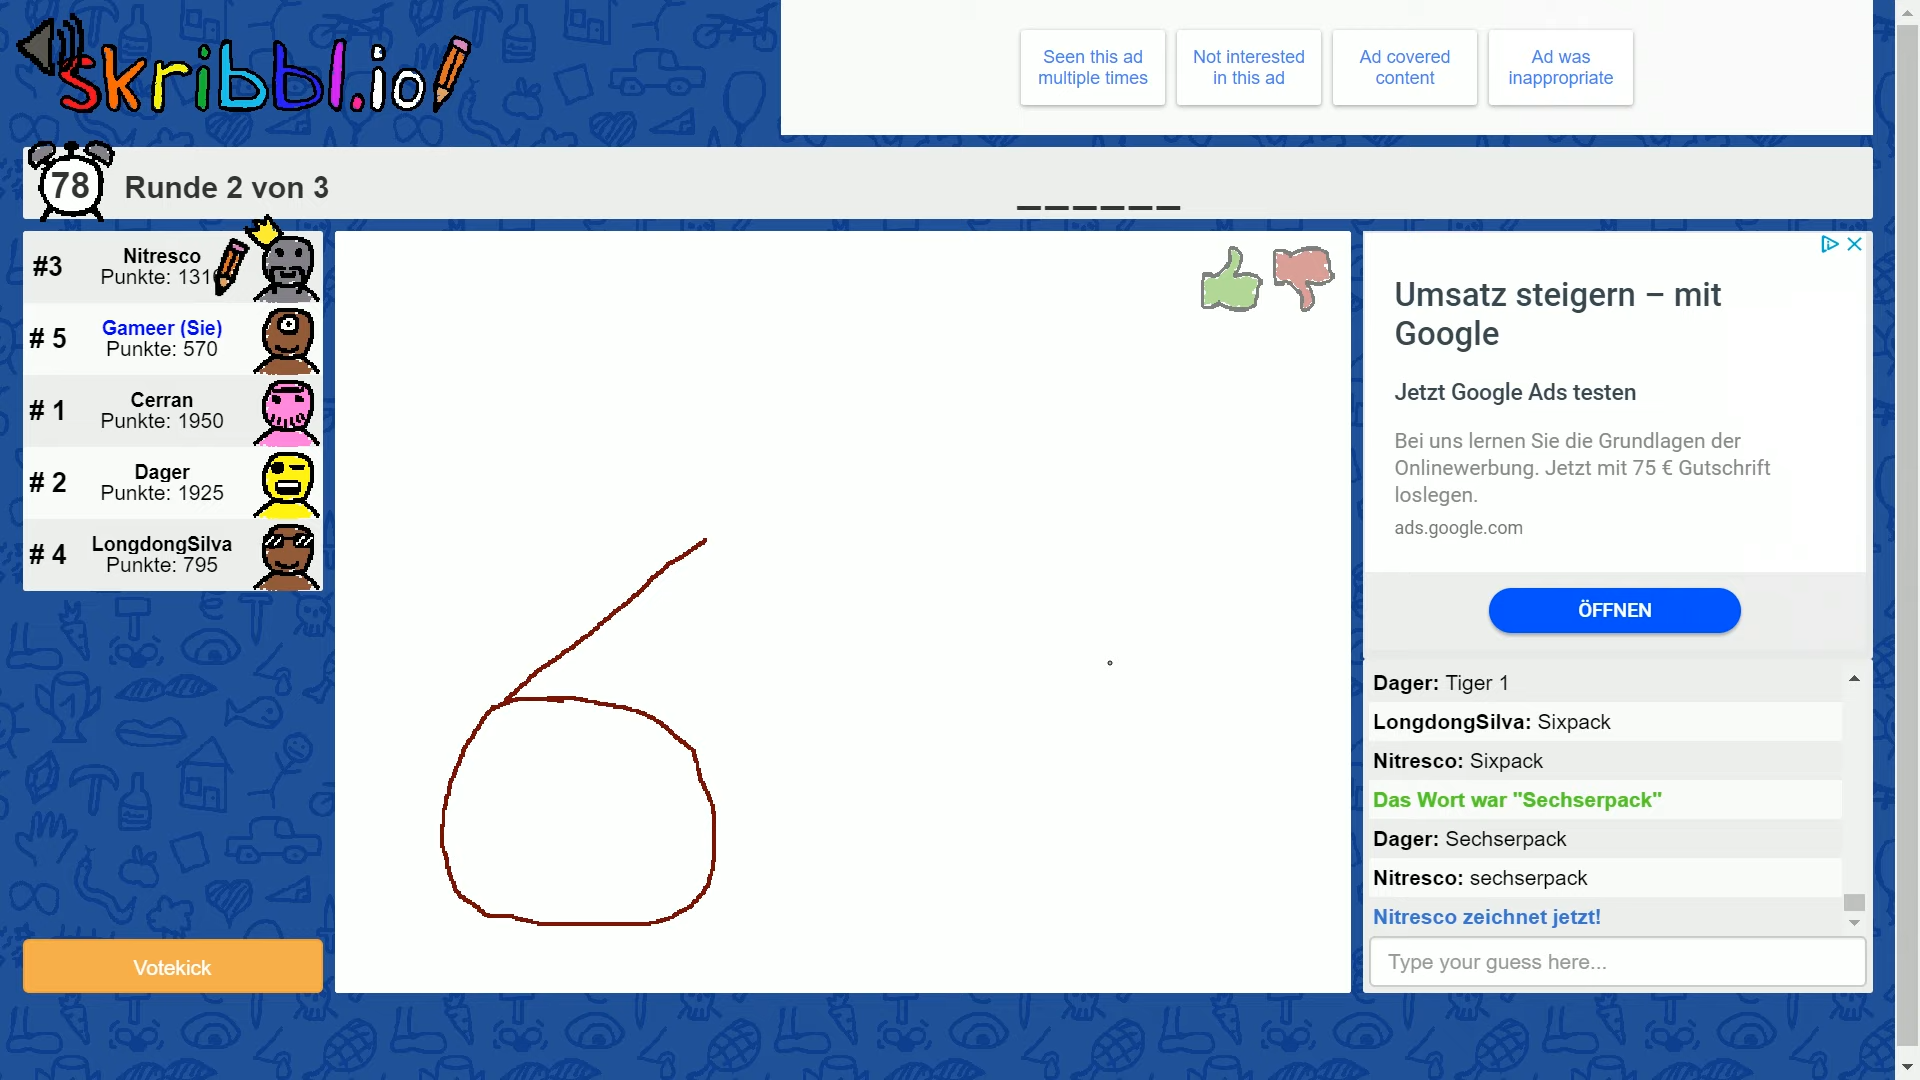 skribbl.io
Seen this ad
multiple times
Not interested
in this ad
Ad covered
content
Ad was
inappropriate
78
Runde 2 von 3
______
#3
Nitresco
Punkte: 131
# 5
Gameer (Sie)
Punkte: 570
# 1
Cerran
Punkte: 1950
# 2
Dager
Punkte: 1925
# 4
LongdongSilva
Punkte: 795
Votekick
Umsatz steigern – mit
Google
Jetzt Google Ads testen
Bei uns lernen Sie die Grundlagen der
Onlinewerbung. Jetzt mit 75 € Gutschrift
loslegen.
ads.google.com
ÖFFNEN
Dager: Tiger 1
LongdongSilva: Sixpack
Nitresco: Sixpack
Das Wort war "Sechserpack"
Dager: Sechserpack
Nitresco: sechserpack
Nitresco zeichnet jetzt!
Type your guess here...